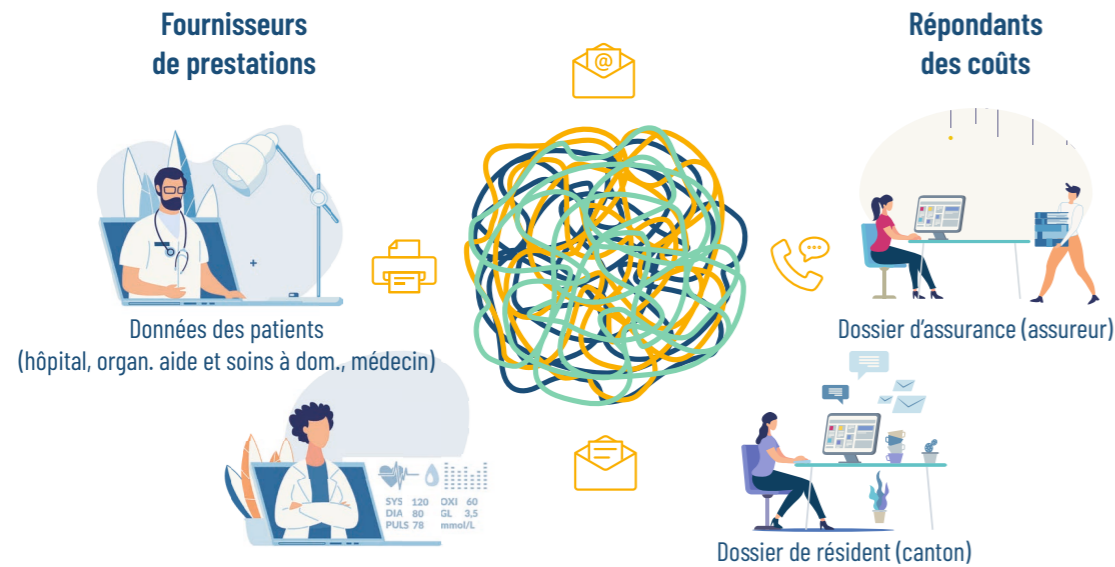 Fournisseurs
de prestations
Répondants
des coûts
@
Données des patients
(hôpital, organ. aide et soins à dom., médecin)
Dossier d'assurance (assureur)
SYS 120 OXI 60
DIA 80 GL 3,5
PULS 78 mmol/L
Dossier de résident (canton)